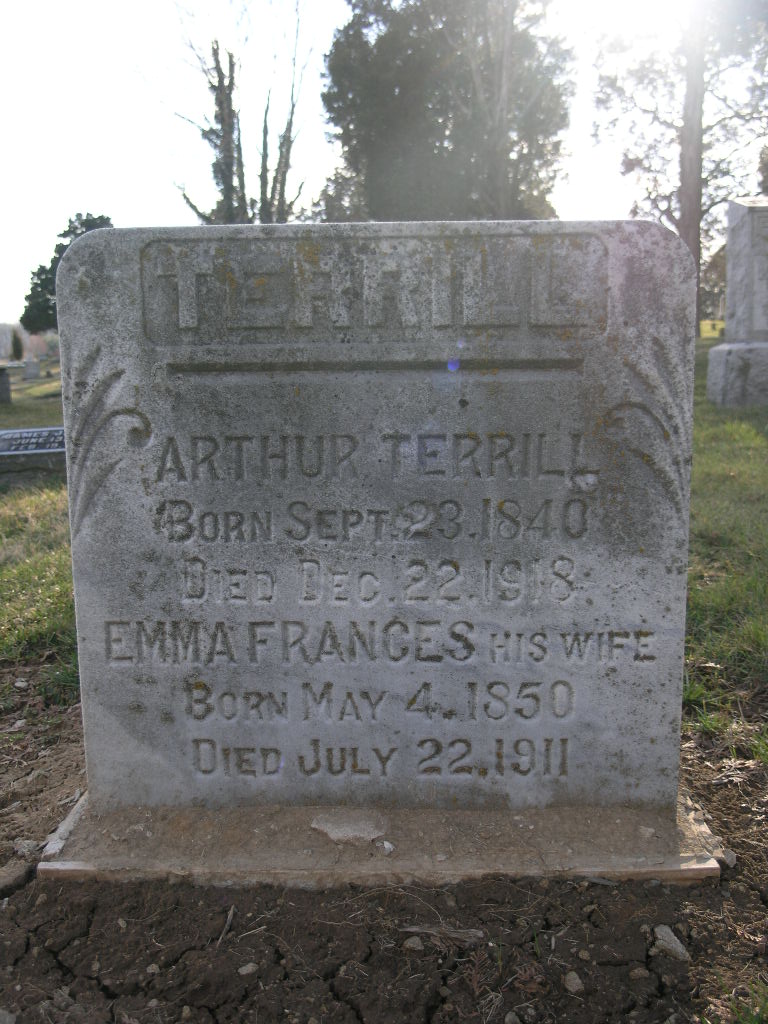 TERRILL
ARTHUR TERRILL
BORN SEPT. 23. 1840
DIED DEC. 22. 1918.
EMMA FRANCES HIS WIFE
BORN MAY 4. 1850
DIED JULY 22. 1911